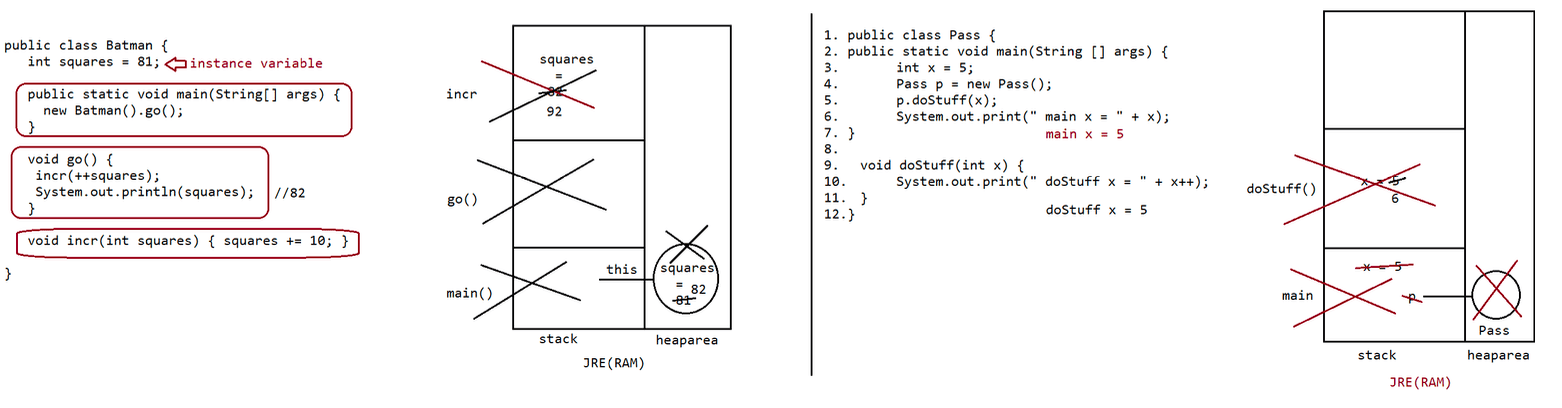 public class Batman {
int squares = 81; instance variable
public static void main(String[] args) {
new Batman().go();
}
void go() {
incr(++squares);
System.out.println(squares); //82
}
void incr(int squares) { squares += 10; }
}
incr
squares
=
82
92
go()
main()
this
squares
= 82
81
stack
heaparea
JRE(RAM)
1. public class Pass {
2. public static void main(String [] args) {
3. int x = 5;
4. Pass p = new Pass();
5. p.doStuff(x);
6. System.out.print(" main x = " + x);
7. } main x = 5
8.
9. void doStuff(int x) {
10. System.out.print(" doStuff x = " + x++);
11. }
12.} doStuff x = 5
doStuff()
x = 5
6
main
x = 5
p
Pass
stack
heaparea
JRE(RAM)